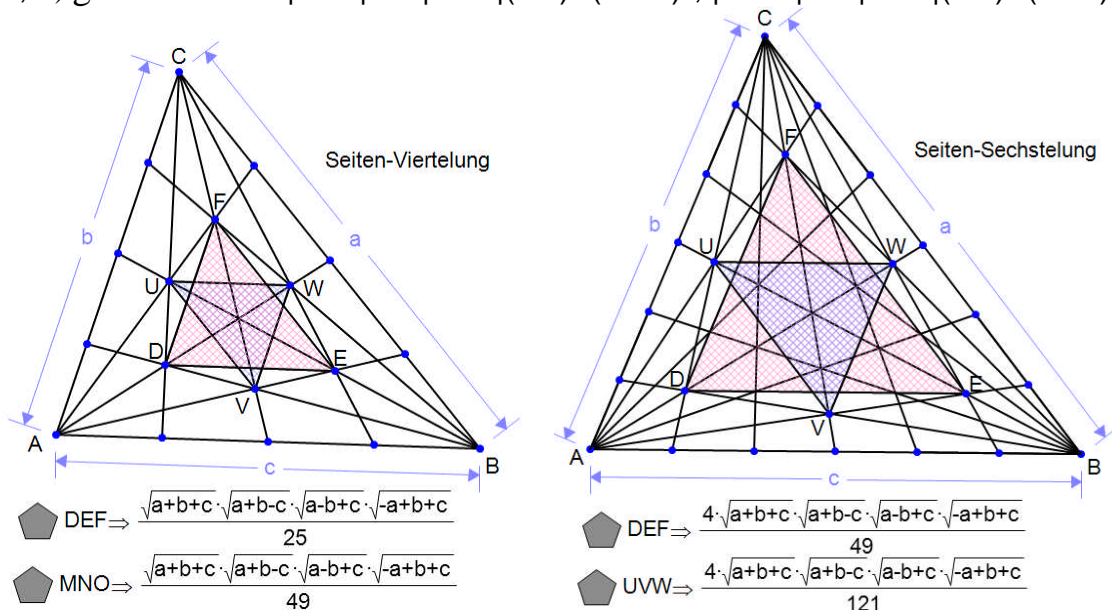 C
C
F
Seiten-Viertelung
Seiten-Sechstelung
b
F
a
b
a
U
W
U
W
D
E
D
E
V
V
A
B
A
B
c
c
DEF⇒ √a+b+c·√a+b-c·√a-b+c·√-a+b+c / 25
DEF⇒ 4·√a+b+c·√a+b-c·√a-b+c·√-a+b+c / 49
MNO⇒ √a+b+c·√a+b-c·√a-b+c·√-a+b+c / 49
UVW⇒ 4·√a+b+c·√a+b-c·√a-b+c·√-a+b+c / 121